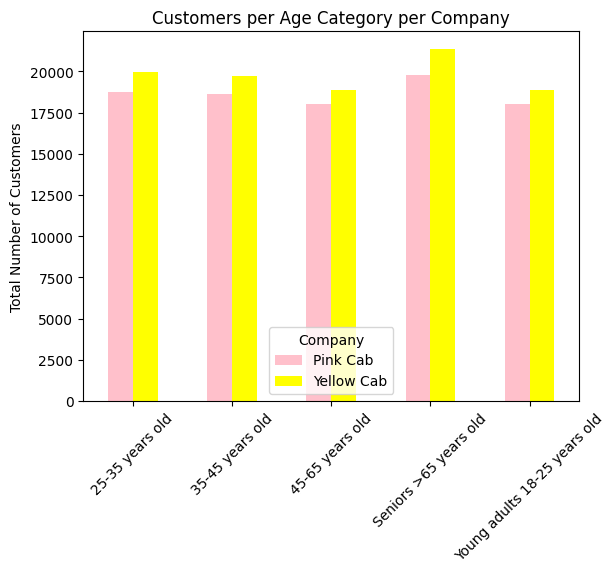 Customers per Age Category per Company
Total Number of Customers
20000
17500
15000
12500
10000
7500
5000
2500
0
Company
Pink Cab
Yellow Cab
25-35 years old
35-45 years old
45-65 years old
Seniors >65 years old
Young adults 18-25 years old